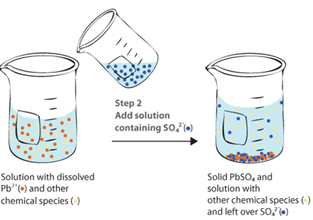 Step 2
Add solution
containing SO₄²⁻(●)
Solution with dissolved
Pb²⁺(●) and other
chemical species (●)
Solid PbSO₄ and
solution with
other chemical species (●)
and left over SO₄²⁻(●)